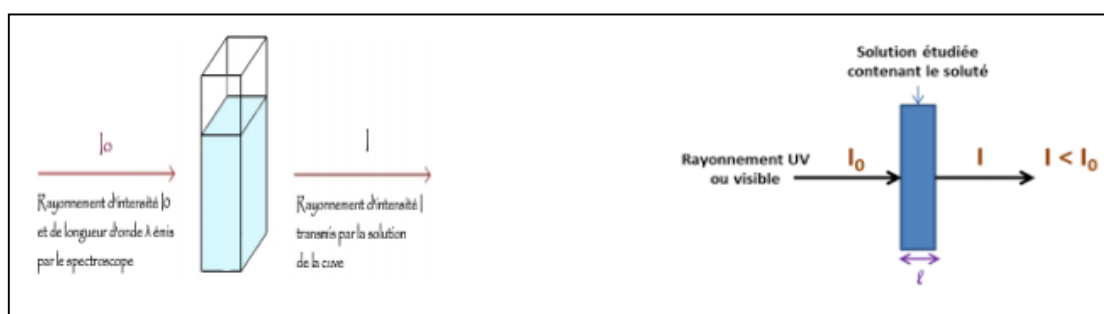 I0
Rayonnement d'intensité I0
et de longueur d'onde λ émis
par le spectroscope
I
Rayonnement d'intensité I
transmis par la solution
de la cuve
Solution étudiée
contenant le soluté
Rayonnement UV
ou visible
I₀
I
I < I₀
ℓ